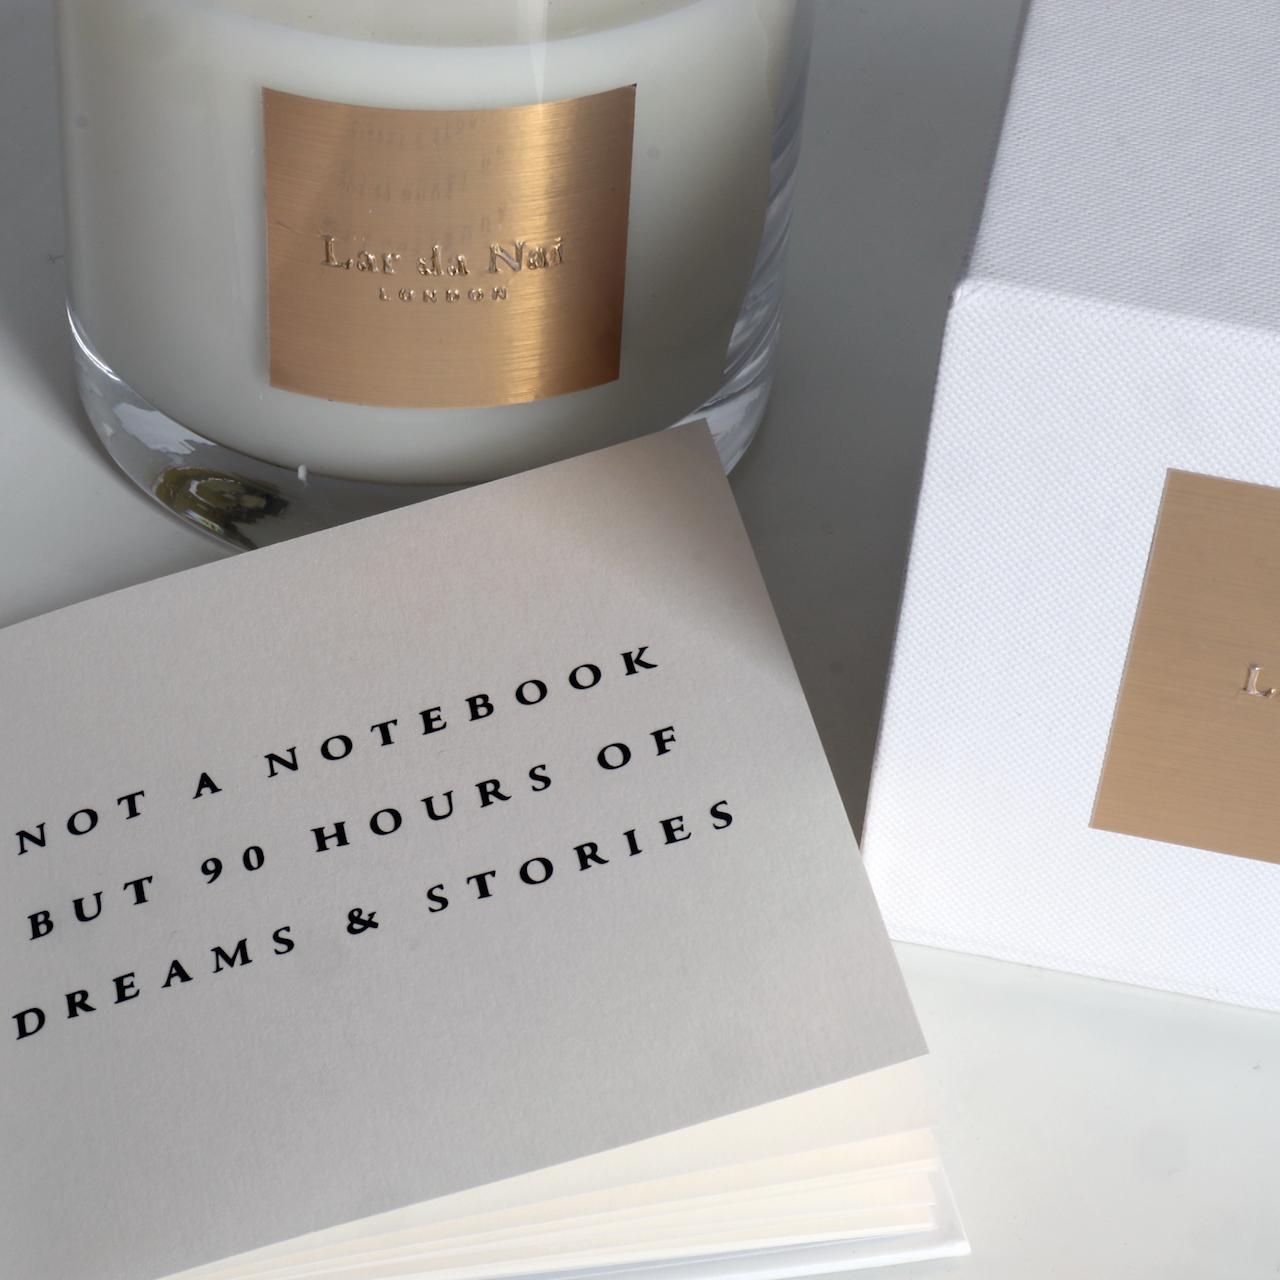 Lar da Nai
LONDON
NOT A NOTEBOOK
BUT 90 HOURS OF
DREAMS & STORIES
L